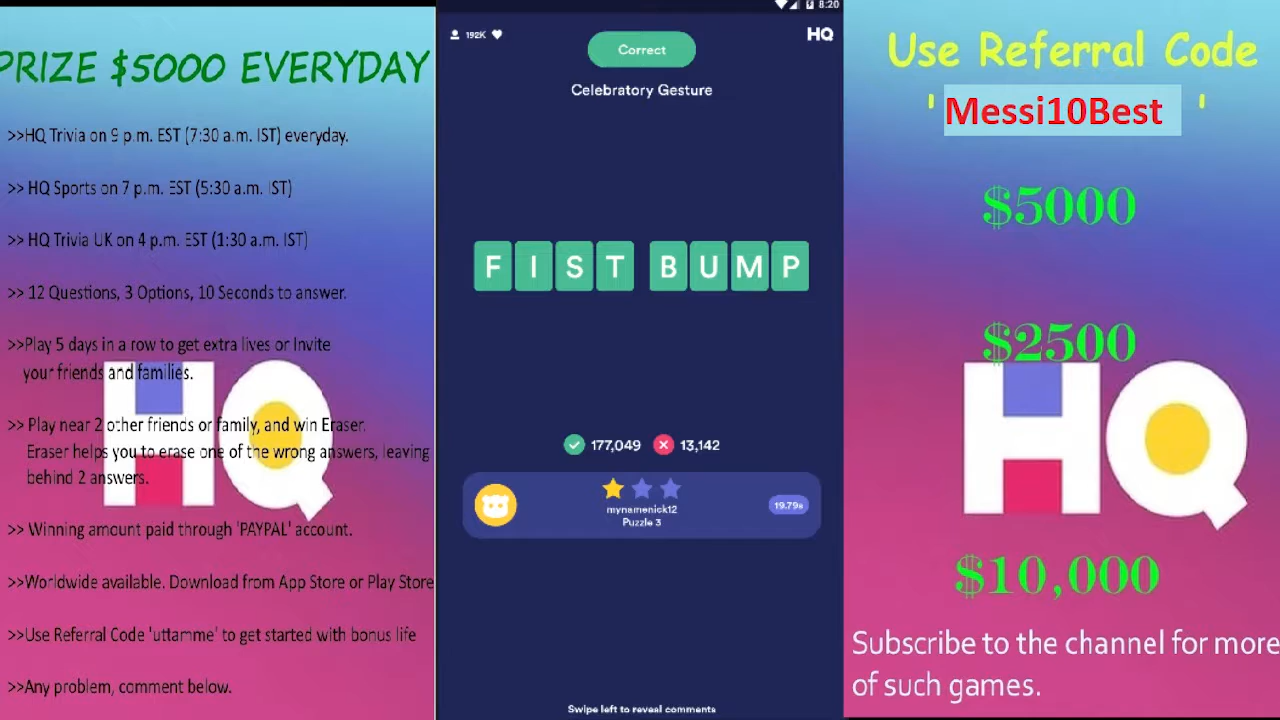 PRIZE $5000 EVERYDAY
>>HQ Trivia on 9 p.m. EST (7:30 a.m. IST) everyday.
>> HQ Sports on 7 p.m. EST (5:30 a.m. IST)
>> HQ Trivia UK on 4 p.m. EST (1:30 a.m. IST)
>> 12 Questions, 3 Options, 10 Seconds to answer.
>>Play 5 days in a row to get extra lives or Invite
your friends and families.
>> Play near 2 other friends or family, and win Eraser.
Eraser helps you to erase one of the wrong answers, leaving
behind 2 answers.
>> Winning amount paid through 'PAYPAL' account.
>>Worldwide available. Download from App Store or Play Store
>>Use Referral Code 'uttamme' to get started with bonus life
>>Any problem, comment below.
HQ
8:20
192K
HQ
Correct
Celebratory Gesture
FIST BUMP
177,049 13,142
mynamenick12
Puzzle 3
19.79s
Swipe left to reveal comments
Use Referral Code
' Messi10Best '
$5000
$2500
HQ
$10,000
Subscribe to the channel for more
of such games.